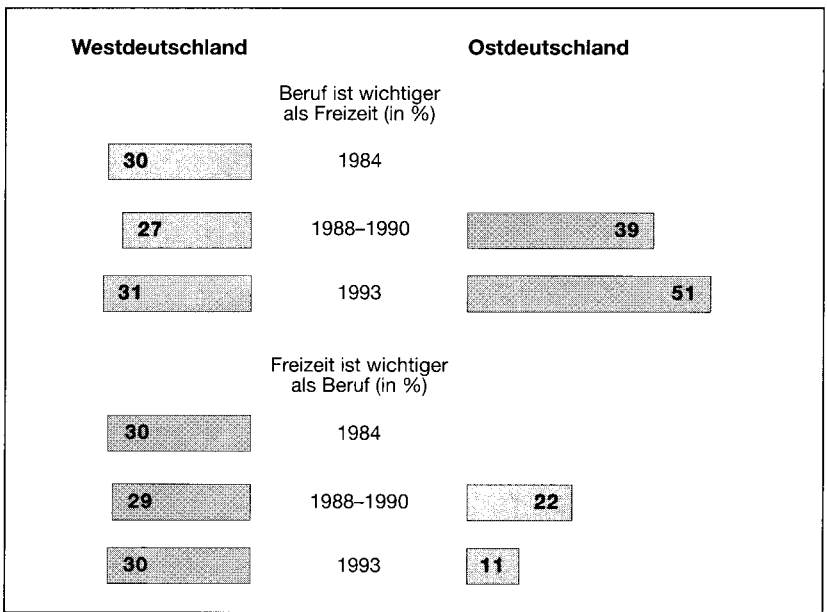 Westdeutschland Ostdeutschland
Beruf ist wichtiger
als Freizeit (in %)
30 1984
27 1988–1990 39
31 1993 51
Freizeit ist wichtiger
als Beruf (in %)
30 1984
29 1988–1990 22
30 1993 11